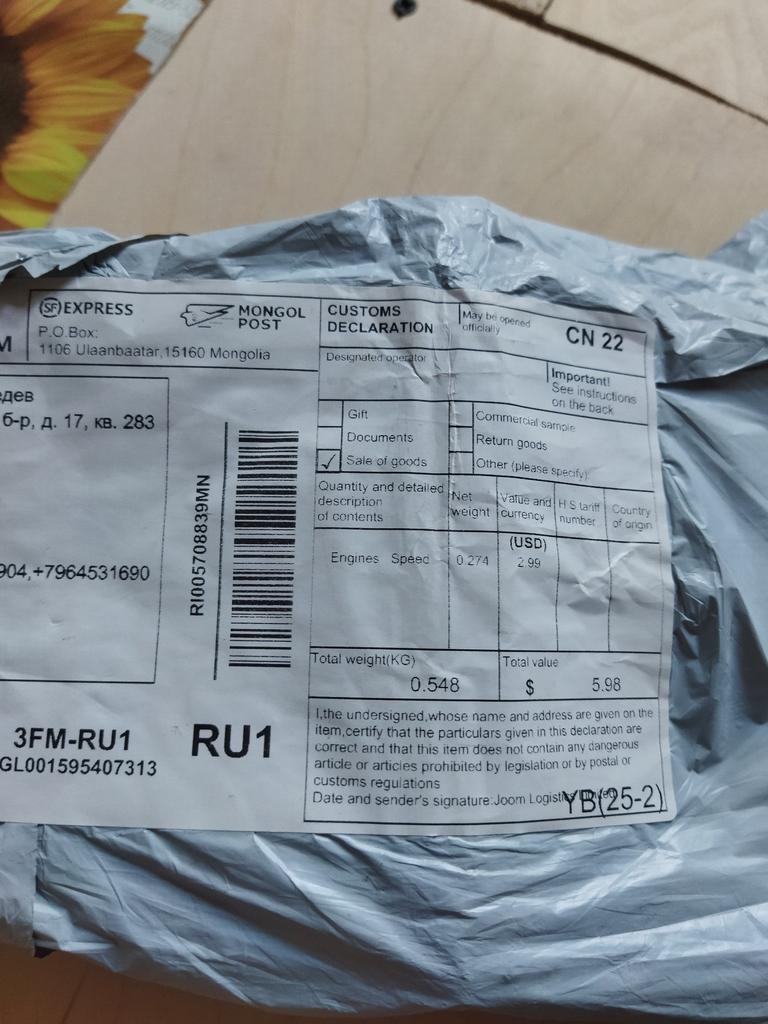 SF EXPRESS
MONGOL
POST
P.O.Box:
1106 Ulaanbaatar,15160 Mongolia
M
едев
б-р, д. 17, кв. 283
904,+7964531690
RI005708839MN
3FM-RU1
GL001595407313
RU1
CUSTOMS
DECLARATION
May be opened
officially
CN 22
Designated operator
Important!
See instructions
on the back
Gift
Commercial sample
Documents
Return goods
✓ Sale of goods
Other (please specify)
Quantity and detailed
description
of contents
Net
weight
Value and
currency
H S tariff
number
Country
of origin
(USD)
Engines Speed 0.274 2.99
Total weight(KG)
0.548
Total value
$ 5.98
I,the undersigned,whose name and address are given on the
item,certify that the particulars given in this declaration are
correct and that this item does not contain any dangerous
article or articles prohibited by legislation or by postal or
customs regulations
Date and sender's signature:Joom Logistics Limited
YB(25-2)